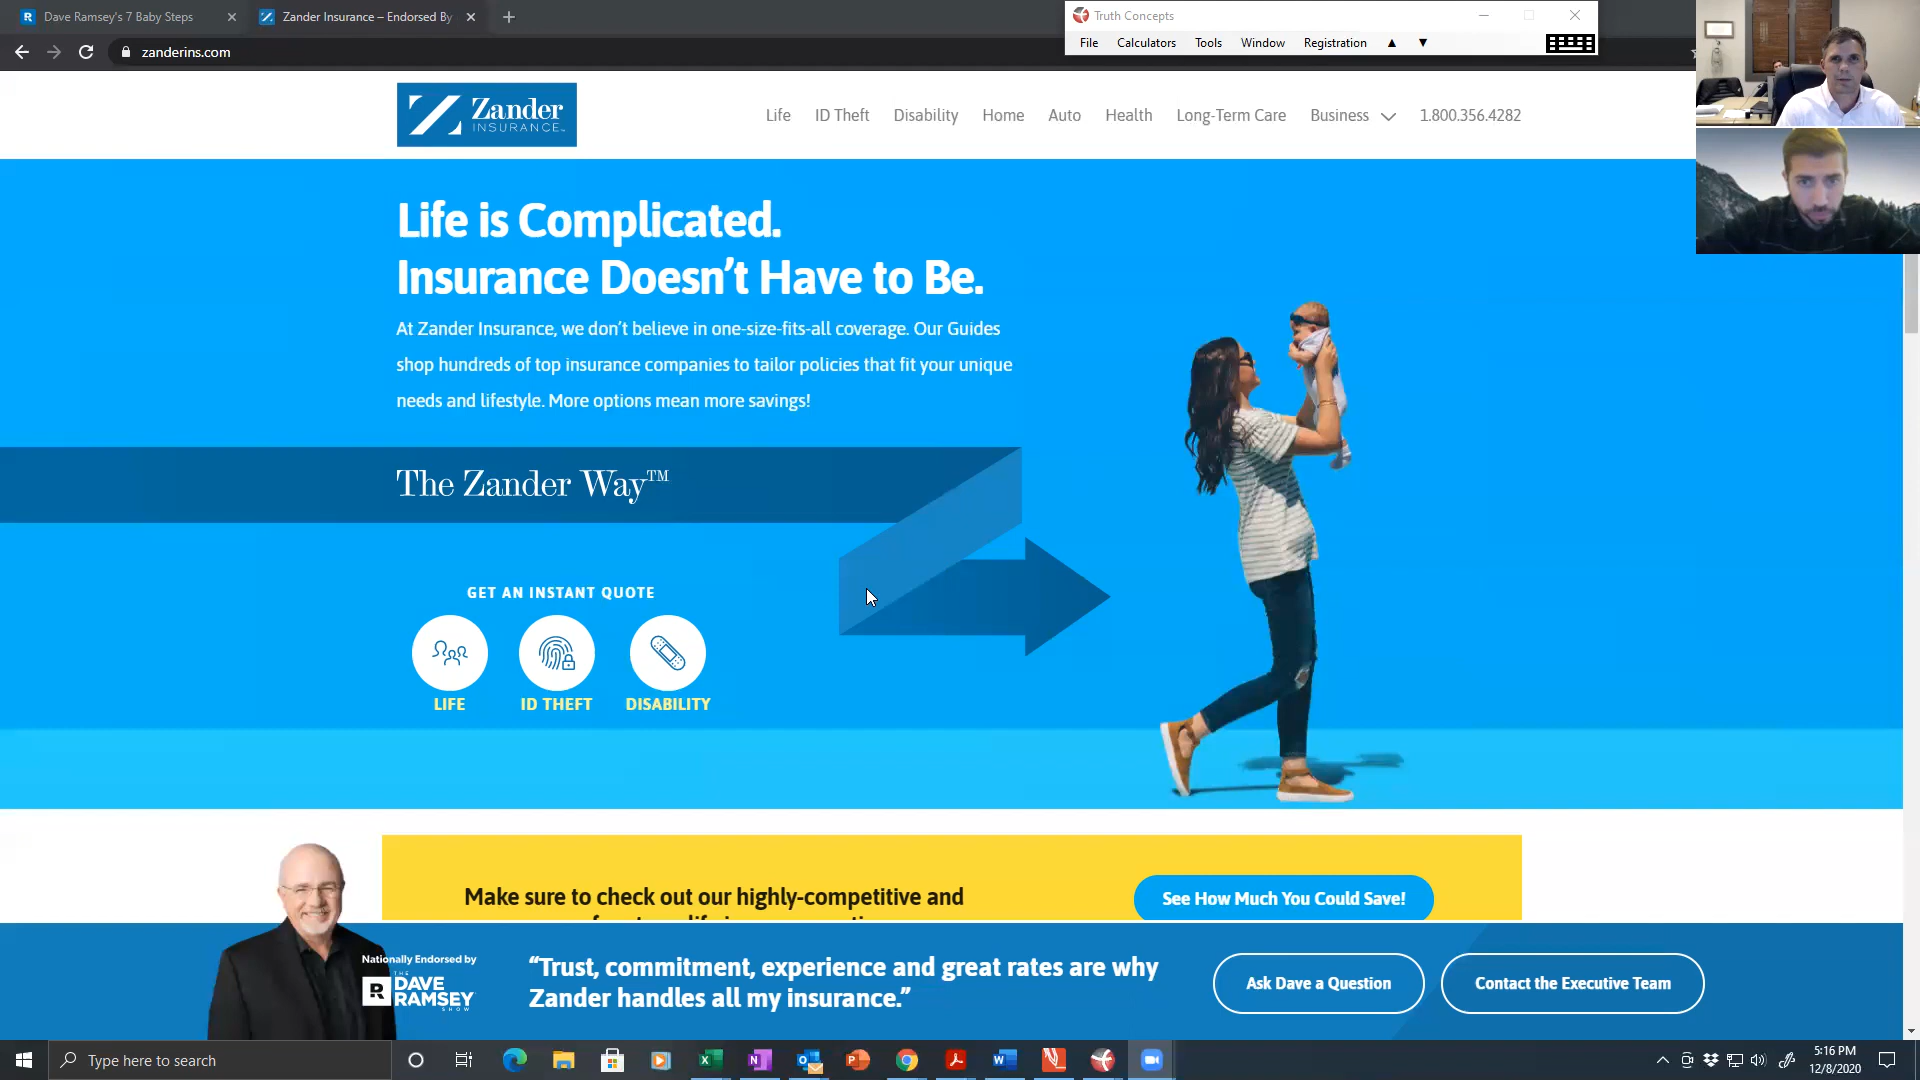 Dave Ramsey's 7 Baby Steps
Zander Insurance – Endorsed By
Truth Concepts
File Calculators Tools Window Registration
zanderins.com
Zander
INSURANCE
Life ID Theft Disability Home Auto Health Long-Term Care Business 1.800.356.4282
Life is Complicated.
Insurance Doesn't Have to Be.
At Zander Insurance, we don't believe in one-size-fits-all coverage. Our Guides
shop hundreds of top insurance companies to tailor policies that fit your unique
needs and lifestyle. More options mean more savings!
The Zander Way™
GET AN INSTANT QUOTE
LIFE ID THEFT DISABILITY
Make sure to check out our highly-competitive and
See How Much You Could Save!
Nationally Endorsed by
R THE
DAVE
RAMSEY
SHOW
“Trust, commitment, experience and great rates are why
Zander handles all my insurance.”
Ask Dave a Question
Contact the Executive Team
Type here to search
5:16 PM
12/8/2020